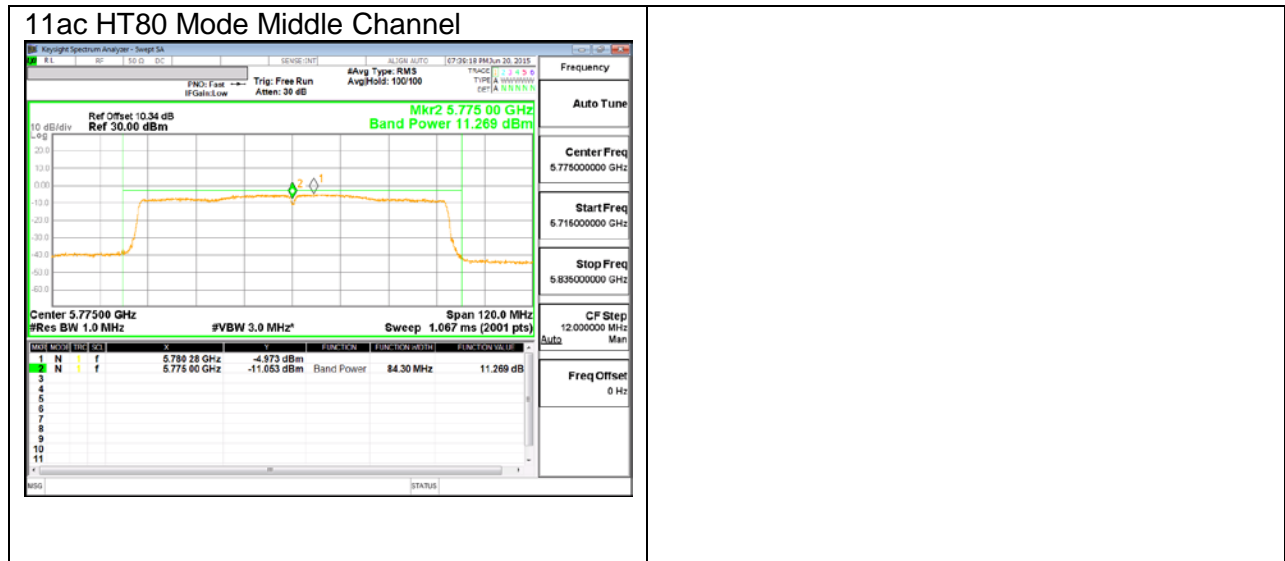 11ac HT80 Mode Middle Channel
Keysight Spectrum Analyzer - Swept SA
RL RF 50 Ω DC SENSE:INT ALIGN AUTO 07:39:18 PM Jun 20, 2015
PNO: Fast Trig: Free Run #Avg Type: RMS TRACE 1 2 3 4 5 6
IFGain:Low Atten: 30 dB Avg|Hold: 100/100 TYPE A WWWWW
DET A N N N N N
Frequency
Auto Tune
Ref Offset 10.34 dB Mkr2 5.775 00 GHz
10 dB/div Ref 30.00 dBm Band Power 11.269 dBm
Log
20.0
10.0
0.00
-10.0
-20.0
-30.0
-40.0
-50.0
-60.0
2 1
Center Freq
5.775000000 GHz
Start Freq
5.715000000 GHz
Stop Freq
5.835000000 GHz
CF Step
12.000000 MHz
Auto Man
Freq Offset
0 Hz
Center 5.77500 GHz Span 120.0 MHz
#Res BW 1.0 MHz #VBW 3.0 MHz* Sweep 1.067 ms (2001 pts)
MKR MODE TRC SCL X Y FUNCTION FUNCTION WIDTH FUNCTION VALUE
1 N 1 f 5.780 28 GHz -4.973 dBm
2 N 1 f 5.775 00 GHz -11.053 dBm Band Power 84.30 MHz 11.269 dB
3
4
5
6
7
8
9
10
11
MSG STATUS